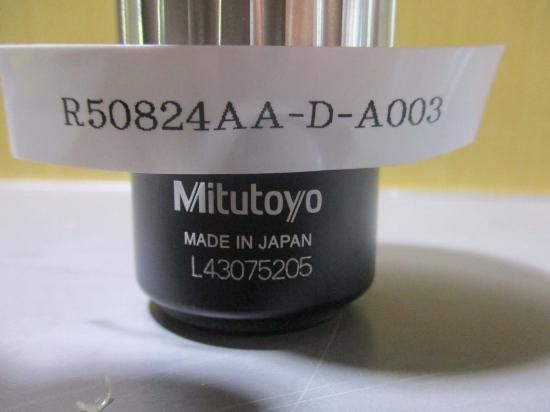 R50824AA-D-A003
Mitutoyo
MADE IN JAPAN
L43075205